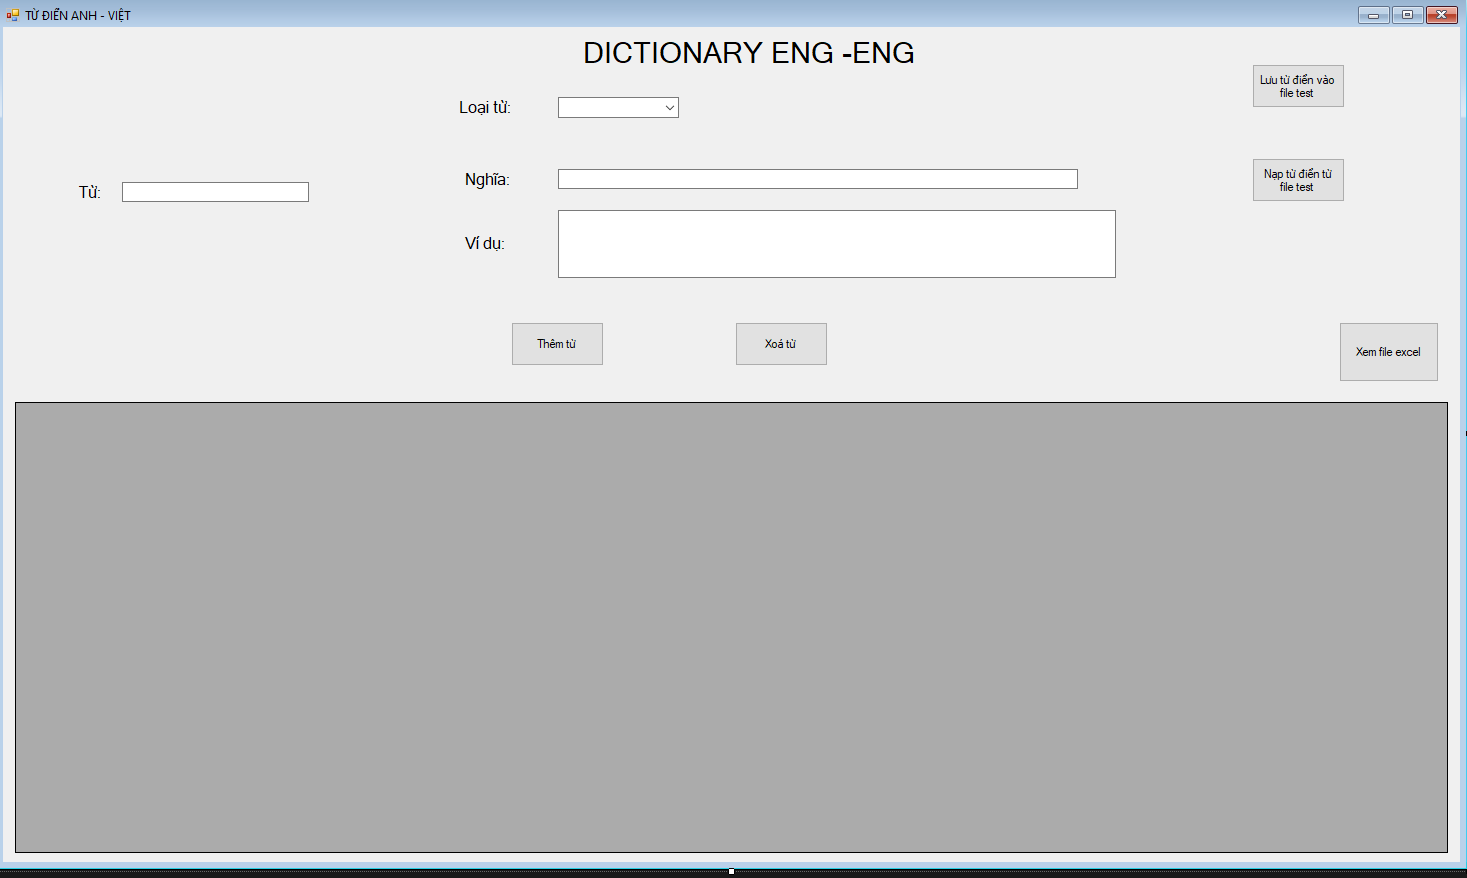 TỪ ĐIỂN ANH - VIỆT
DICTIONARY ENG -ENG
Loại từ:
Lưu từ điển vào
file test
Từ:
Nghĩa:
Nạp từ điển từ
file test
Ví dụ:
Thêm từ
Xoá từ
Xem file excel